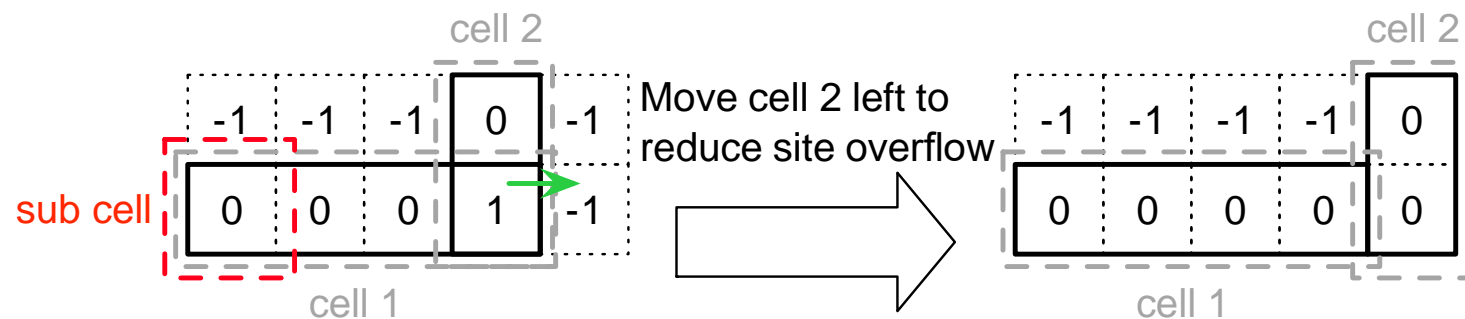 cell 2
cell 2
-1 -1 -1 0 -1
Move cell 2 left to
reduce site overflow
-1 -1 -1 -1 0
sub cell
0 0 0 1 -1
0 0 0 0 0
cell 1
cell 1